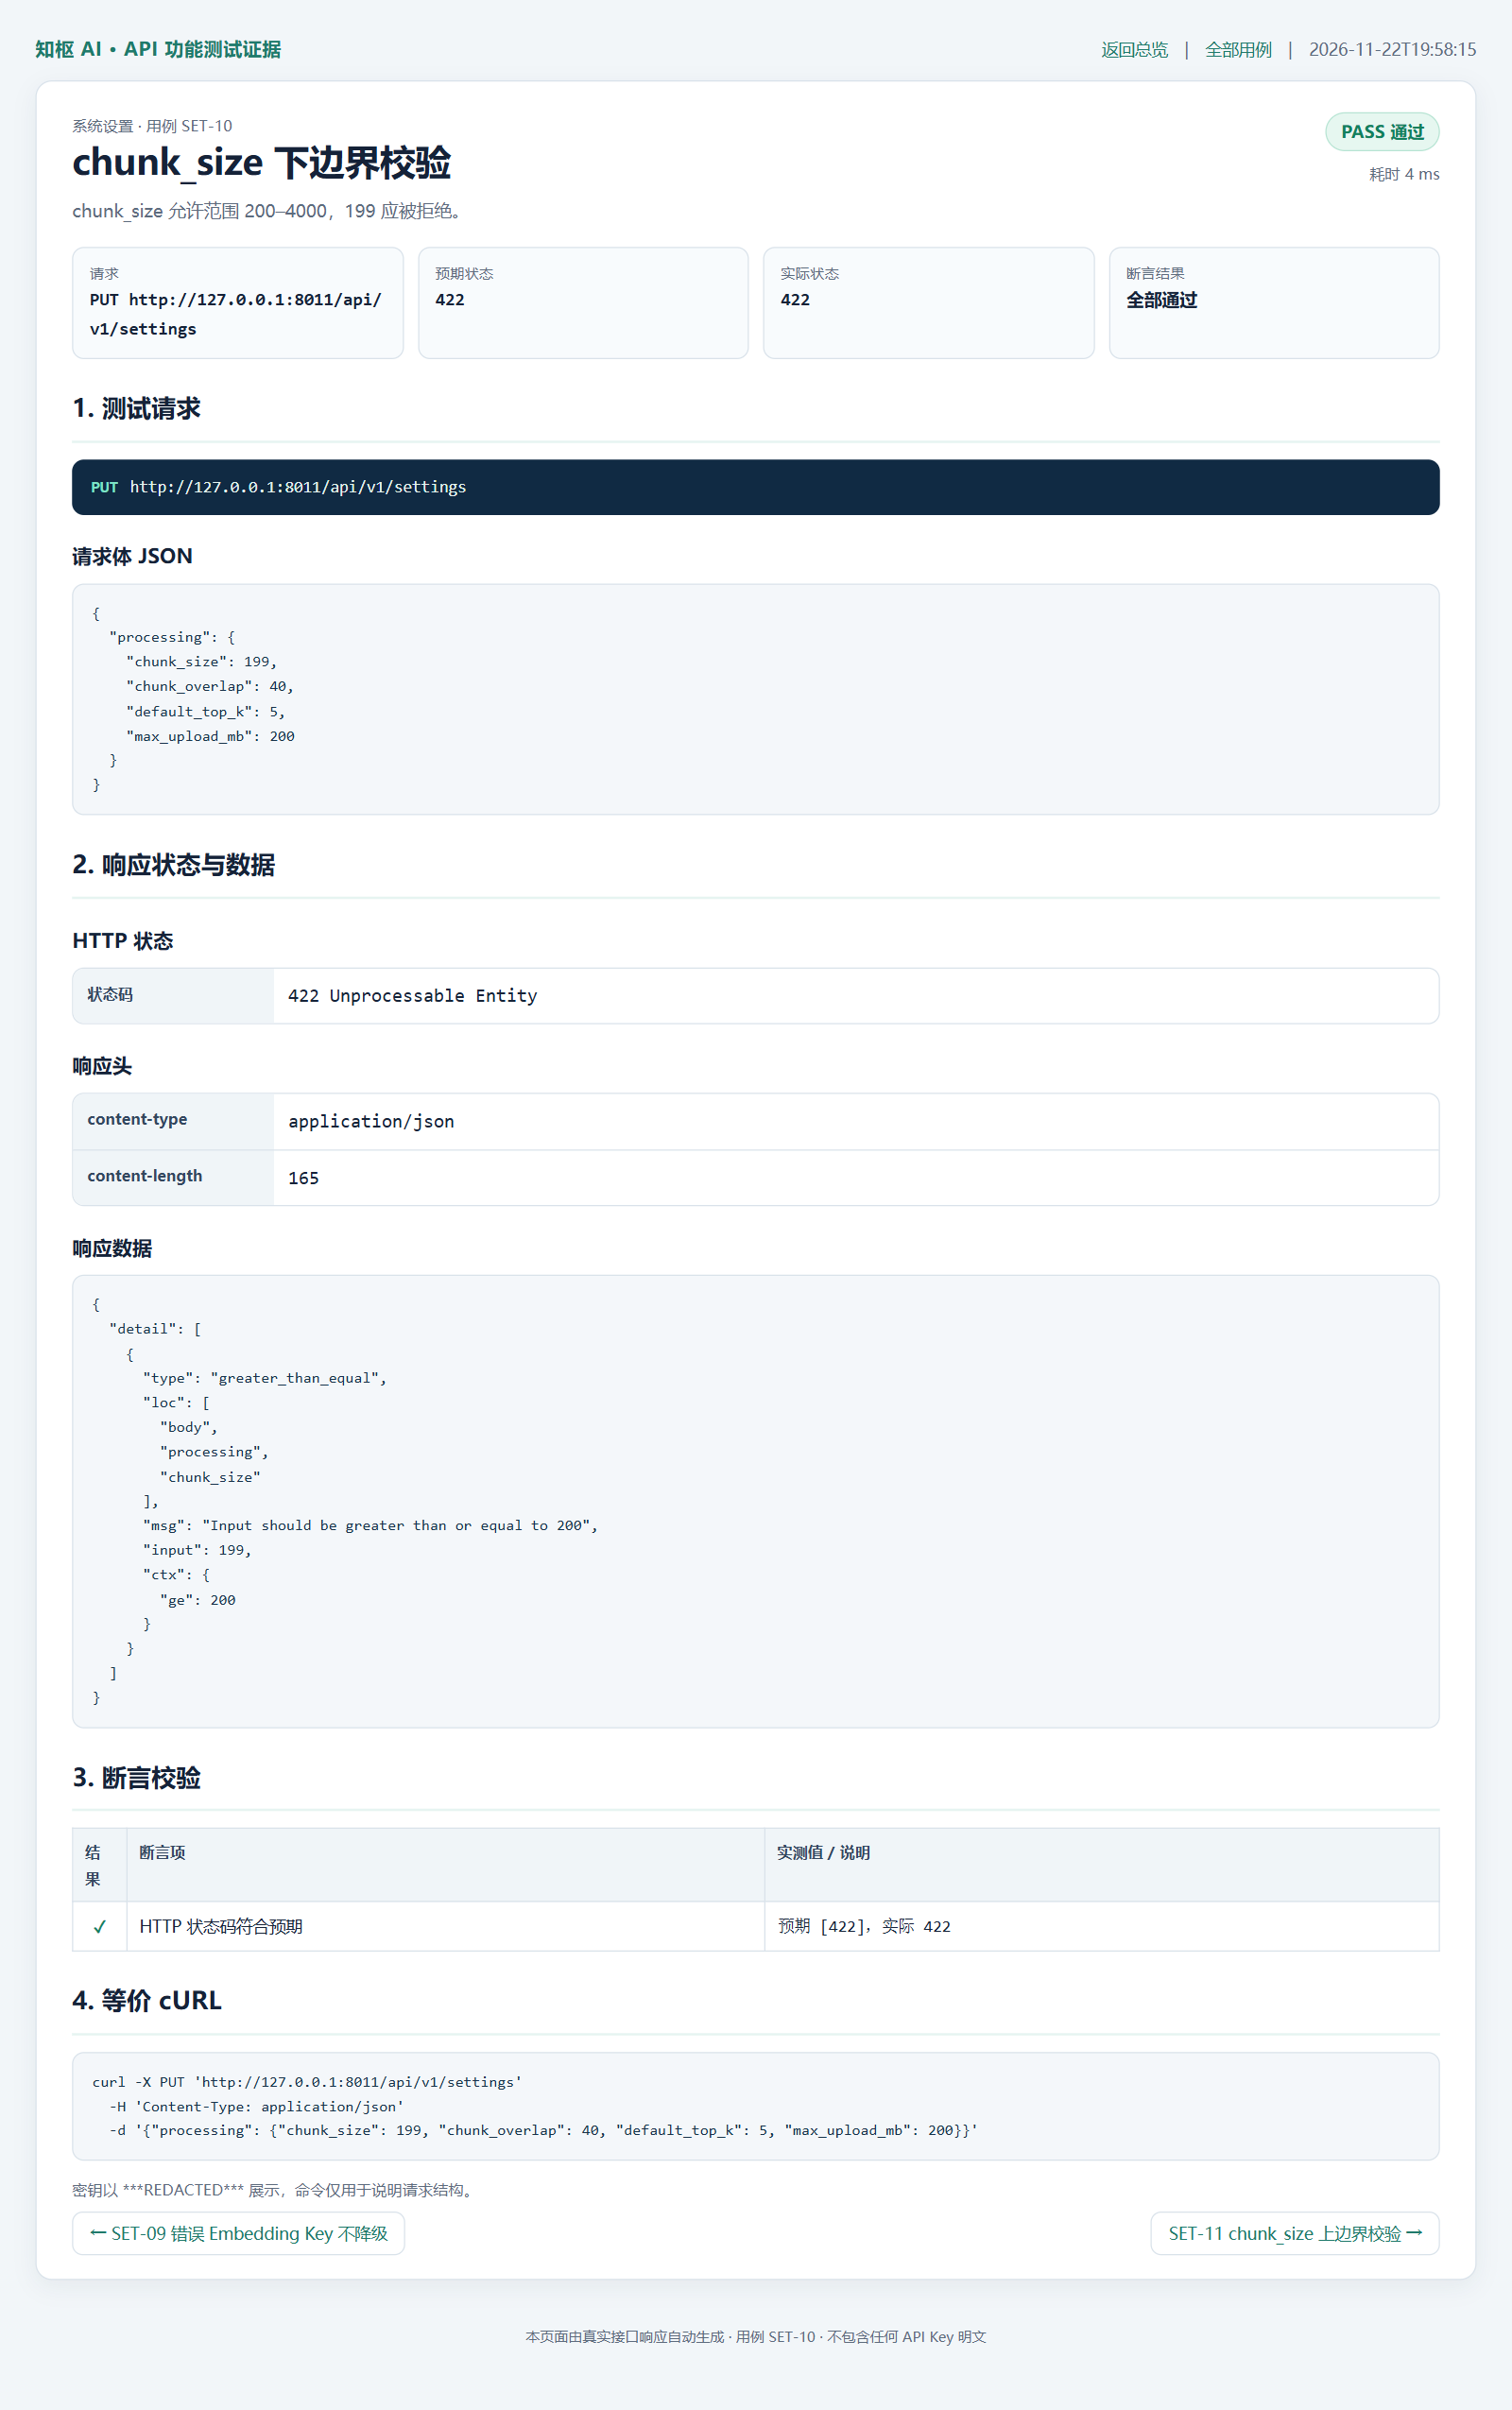 知枢 AI · API 功能测试证据
返回总览 | 全部用例 | 2026-11-22T19:58:15
系统设置 · 用例 SET-10
chunk_size 下边界校验
chunk_size 允许范围 200–4000，199 应被拒绝。
PASS 通过
耗时 4 ms
请求
PUT http://127.0.0.1:8011/api/
v1/settings
预期状态
422
实际状态
422
断言结果
全部通过
1. 测试请求
PUT http://127.0.0.1:8011/api/v1/settings
请求体 JSON
{
  "processing": {
    "chunk_size": 199,
    "chunk_overlap": 40,
    "default_top_k": 5,
    "max_upload_mb": 200
  }
}
2. 响应状态与数据
HTTP 状态
状态码 422 Unprocessable Entity
响应头
content-type application/json
content-length 165
响应数据
{
  "detail": [
    {
      "type": "greater_than_equal",
      "loc": [
        "body",
        "processing",
        "chunk_size"
      ],
      "msg": "Input should be greater than or equal to 200",
      "input": 199,
      "ctx": {
        "ge": 200
      }
    }
  ]
}
3. 断言校验
结果 断言项 实测值 / 说明
✓ HTTP 状态码符合预期 预期 [422]，实际 422
4. 等价 cURL
curl -X PUT 'http://127.0.0.1:8011/api/v1/settings'
  -H 'Content-Type: application/json'
  -d '{"processing": {"chunk_size": 199, "chunk_overlap": 40, "default_top_k": 5, "max_upload_mb": 200}}'
密钥以 ***REDACTED*** 展示，命令仅用于说明请求结构。
← SET-09 错误 Embedding Key 不降级
SET-11 chunk_size 上边界校验 →
本页面由真实接口响应自动生成 · 用例 SET-10 · 不包含任何 API Key 明文